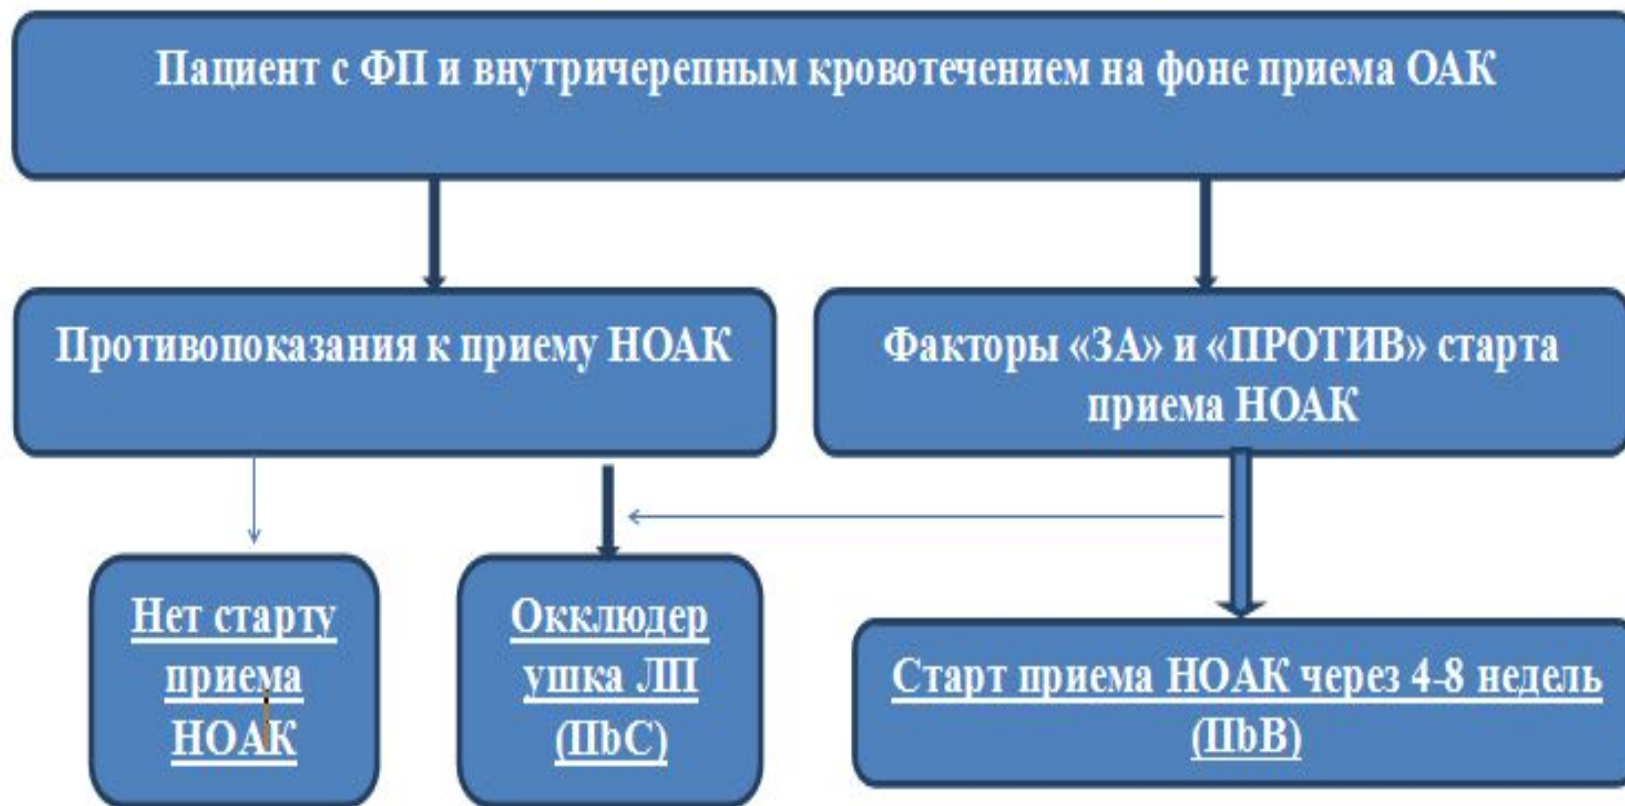 Пациент с ФП и внутричерепным кровотечением на фоне приема ОАК
Противопоказания к приему НОАК
Факторы «ЗА» и «ПРОТИВ» старта
приема НОАК
Нет старту
приема
НОАК
Окклюдер
ушка ЛП
(IIbC)
Старт приема НОАК через 4-8 недель
(IIbB)